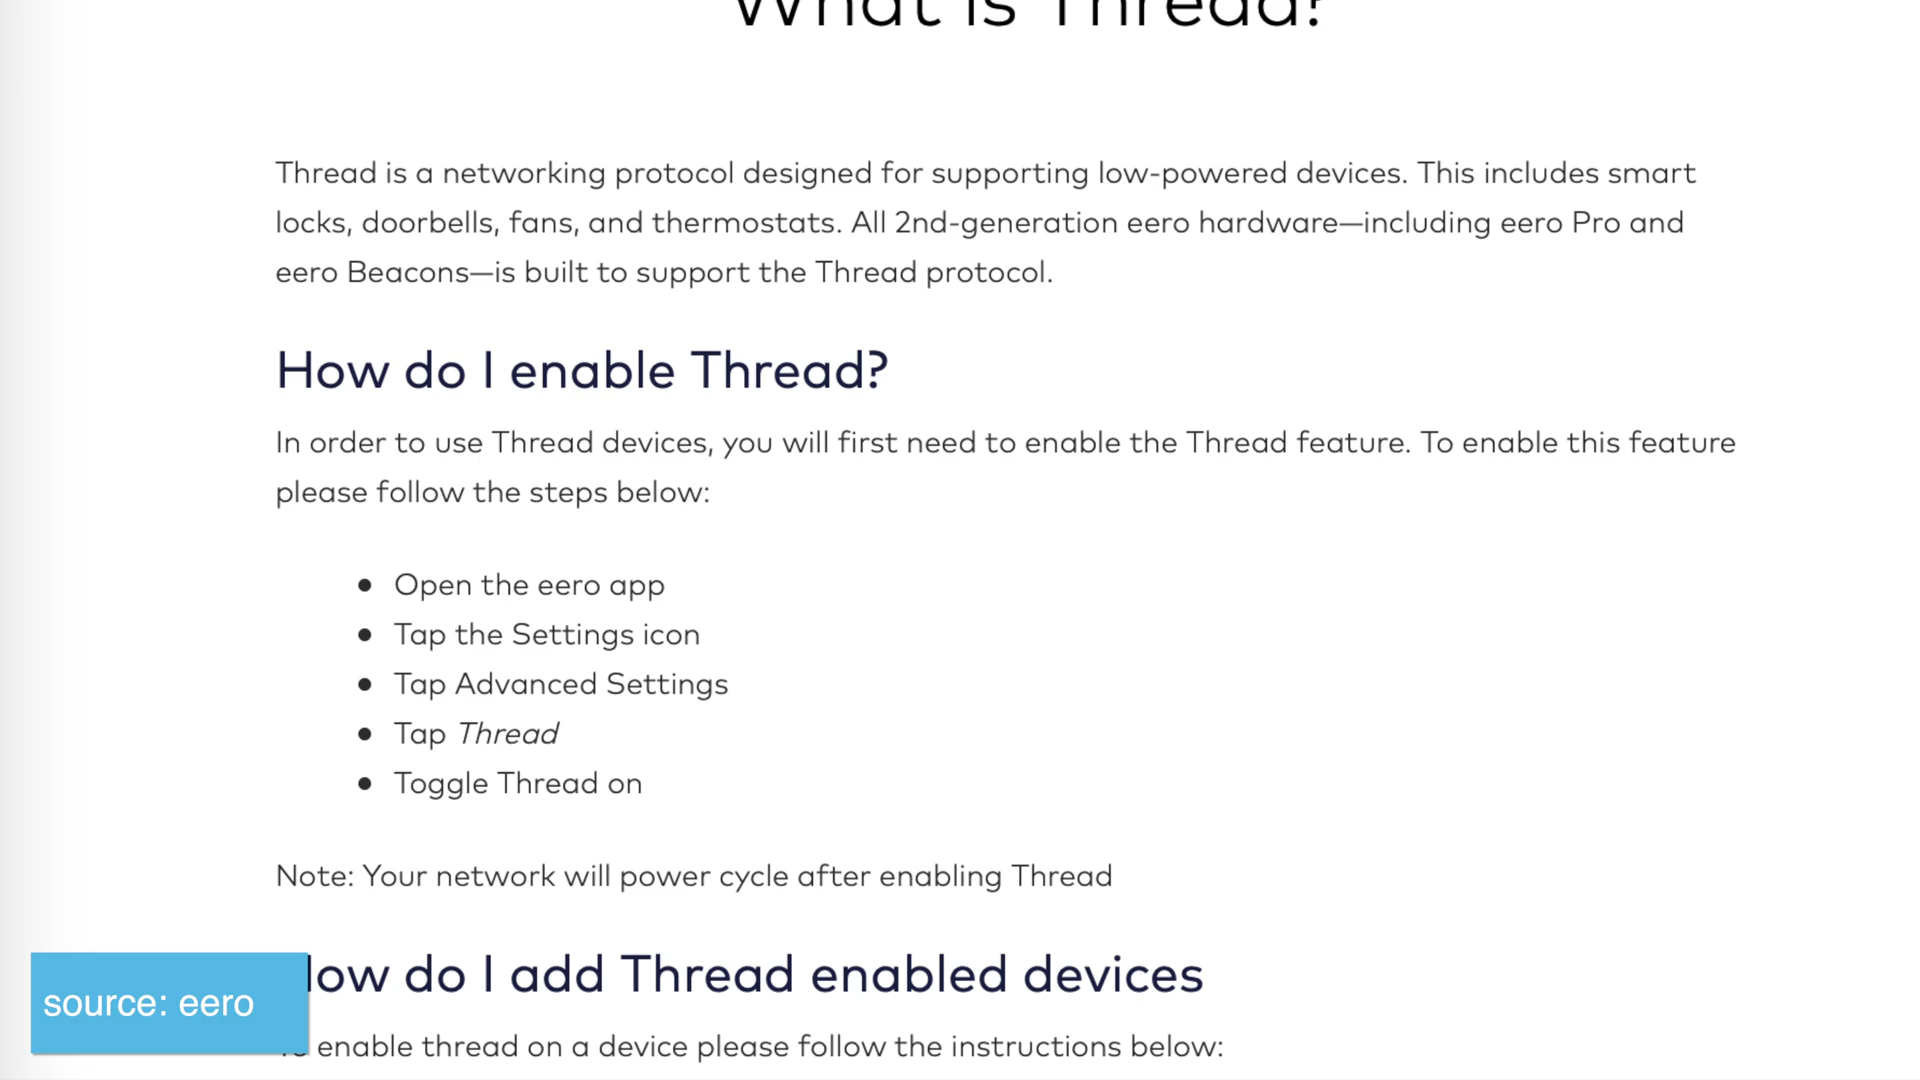 What is Thread?
Thread is a networking protocol designed for supporting low-powered devices. This includes smart
locks, doorbells, fans, and thermostats. All 2nd-generation eero hardware—including eero Pro and
eero Beacons—is built to support the Thread protocol.
How do I enable Thread?
In order to use Thread devices, you will first need to enable the Thread feature. To enable this feature
please follow the steps below:
• Open the eero app
• Tap the Settings icon
• Tap Advanced Settings
• Tap Thread
• Toggle Thread on
Note: Your network will power cycle after enabling Thread
How do I add Thread enabled devices
To enable thread on a device please follow the instructions below:
source: eero